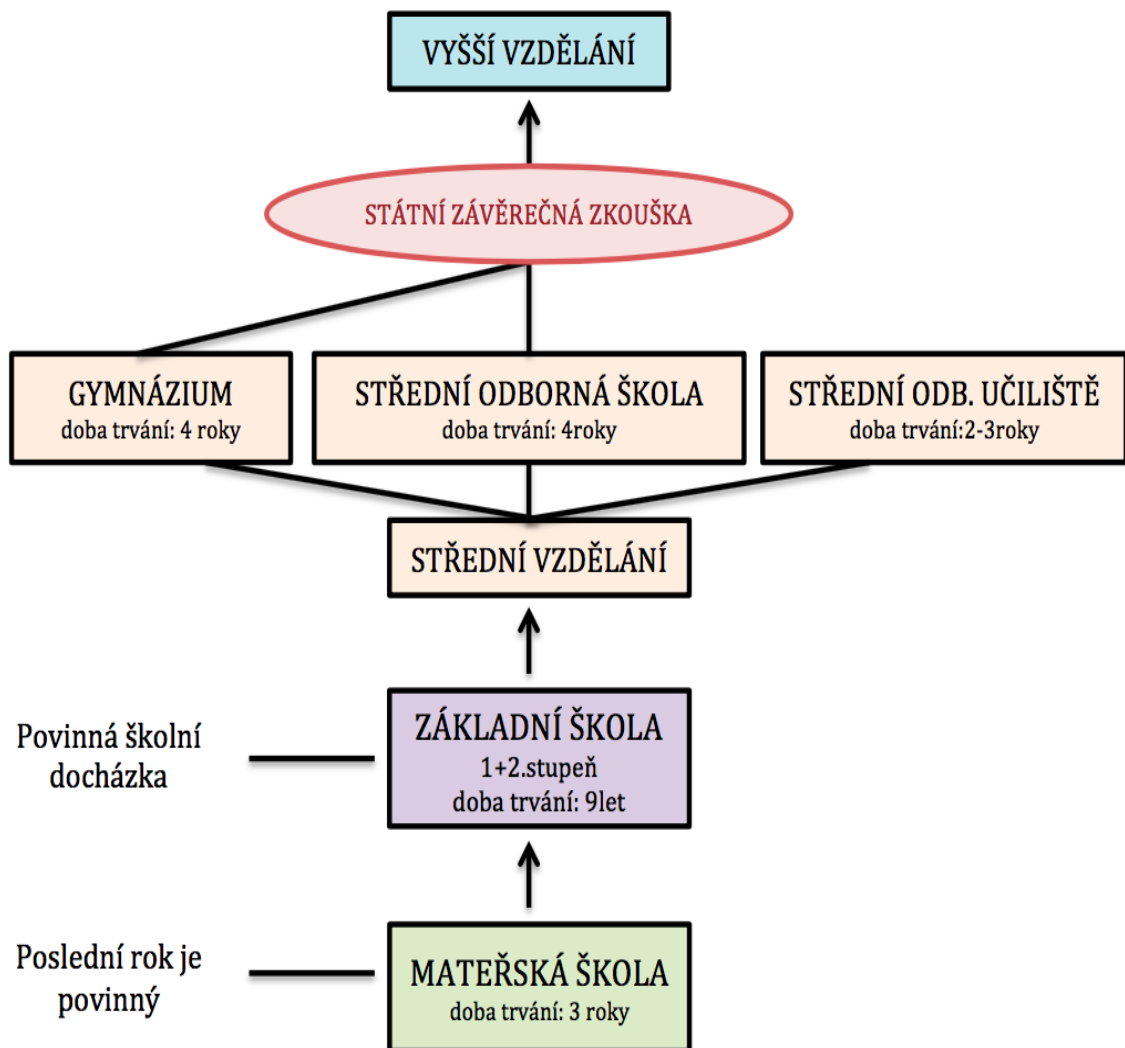 VYŠŠÍ VZDĚLÁNÍ
STÁTNÍ ZÁVĚREČNÁ ZKOUŠKA
GYMNÁZIUM
doba trvání: 4 roky
STŘEDNÍ ODBORNÁ ŠKOLA
doba trvání: 4roky
STŘEDNÍ ODB. UČILIŠTĚ
doba trvání:2-3roky
STŘEDNÍ VZDĚLÁNÍ
Povinná školní
docházka
ZÁKLADNÍ ŠKOLA
1+2.stupeň
doba trvání: 9let
Poslední rok je
povinný
MATEŘSKÁ ŠKOLA
doba trvání: 3 roky